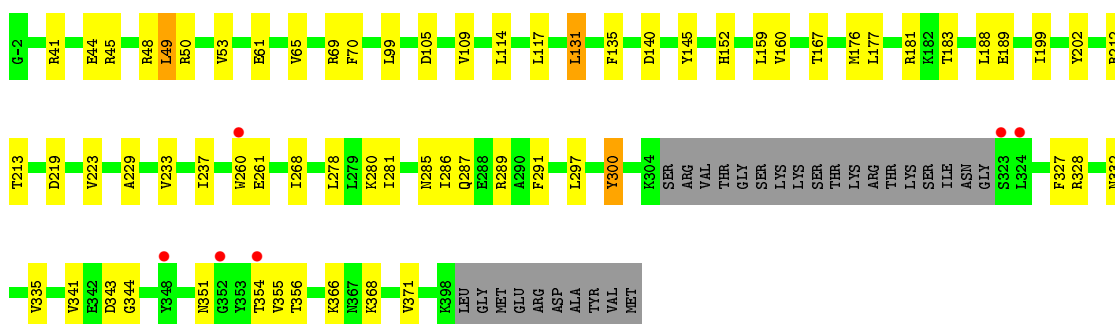 G-2 R41 E44 R45 R48 L49 R50 V53 E61 V65 R69 F70 L99 D105 V109 L114 L117 L131 F135 D140 Y145 H152 L159 V160 T167 M176 L177 R181 K182 T183 L188 E189 I199 Y202 R212
T213 D219 V223 A229 V233 I237 W260 E261 I268 L278 L279 K280 I281 N285 I286 Q287 E288 R289 A290 F291 L297 Y300 K304 SER ARG VAL THR GLY SER LYS LYS SER THR LYS ARG THR LYS SER ILE ASN GLY S323 L324 F327 R328 N332
V335 V341 E342 D343 G344 Y348 N351 G352 Y353 T354 V355 T356 K366 N367 K368 V371 K398 LEU GLY MET GLU ARG ASP ALA TYR VAL MET